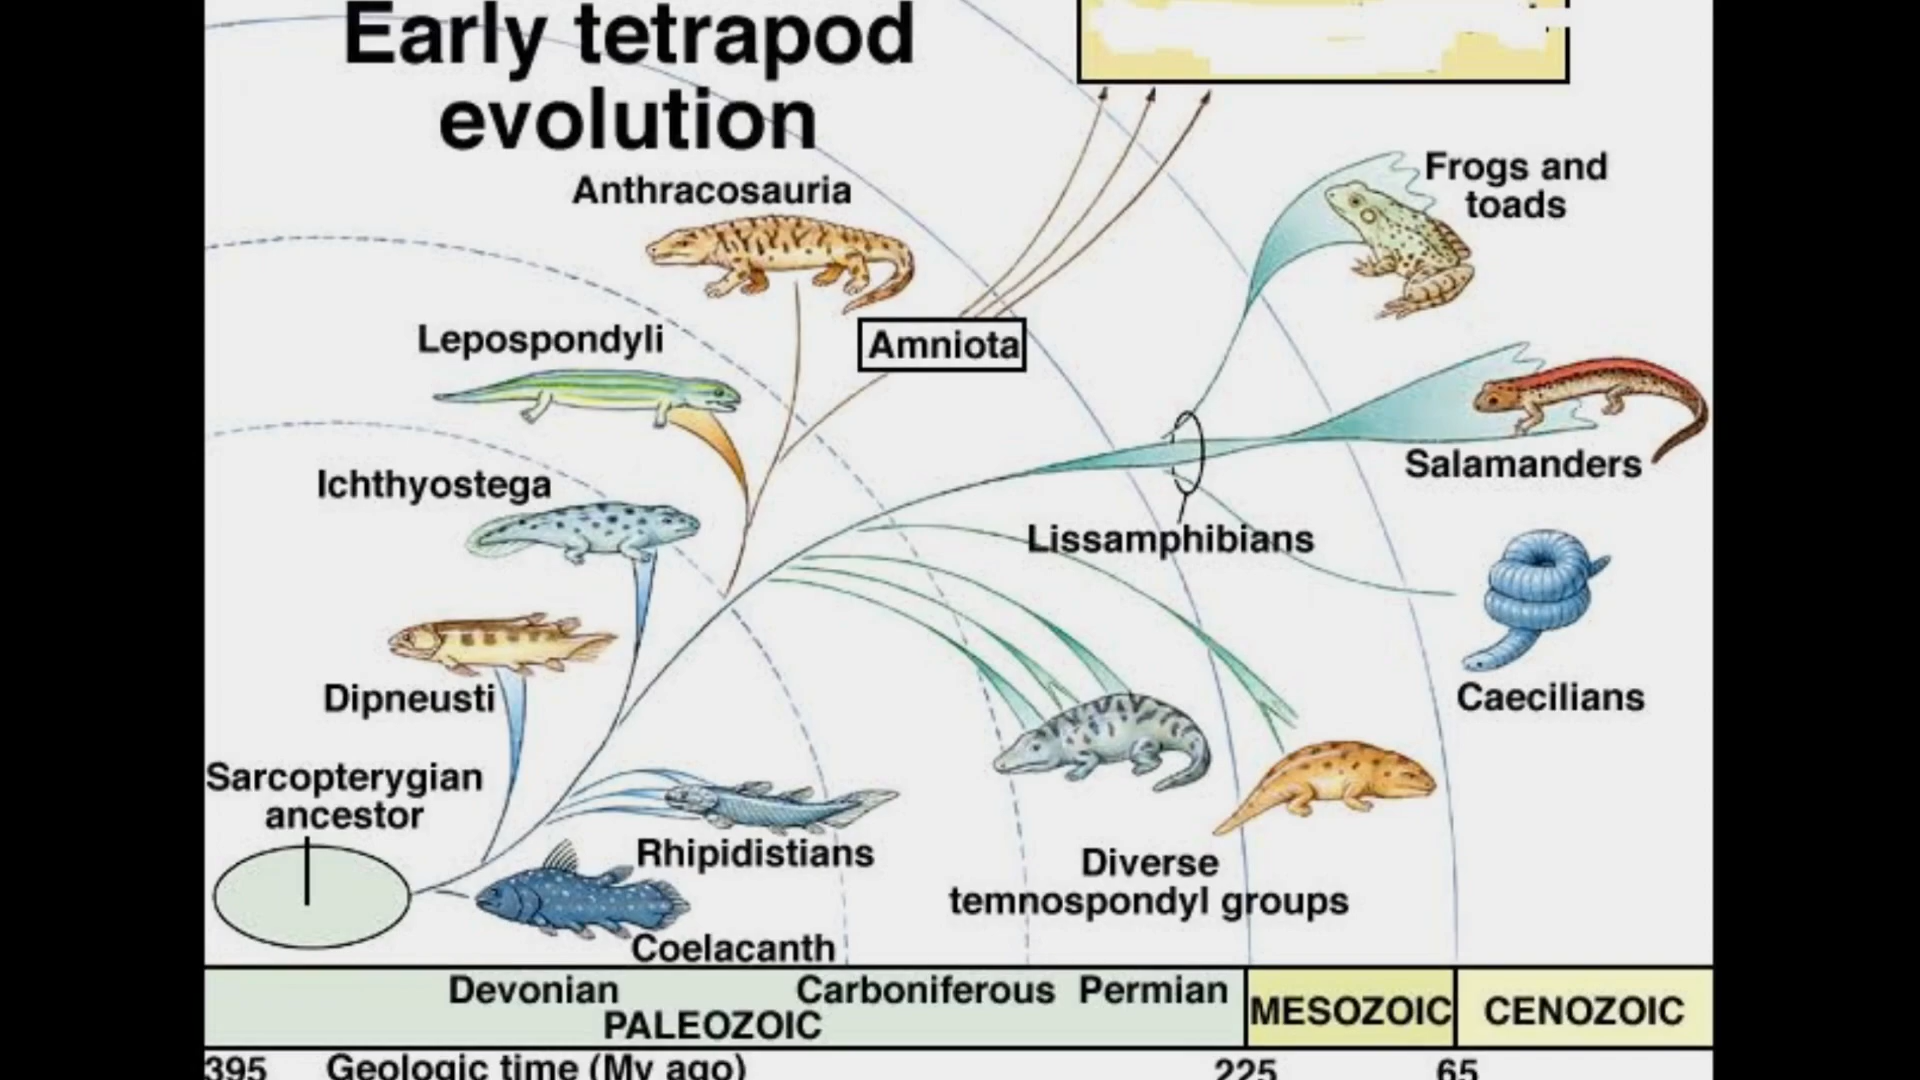 Early tetrapod
evolution
Anthracosauria
Frogs and
toads
Lepospondyli
Amniota
Salamanders
Ichthyostega
Lissamphibians
Dipneusti
Caecilians
Sarcopterygian
ancestor
Rhipidistians
Diverse
temnospondyl groups
Coelacanth
Devonian Carboniferous Permian
PALEOZOIC MESOZOIC CENOZOIC
395 Geologic time (My ago) 225 65